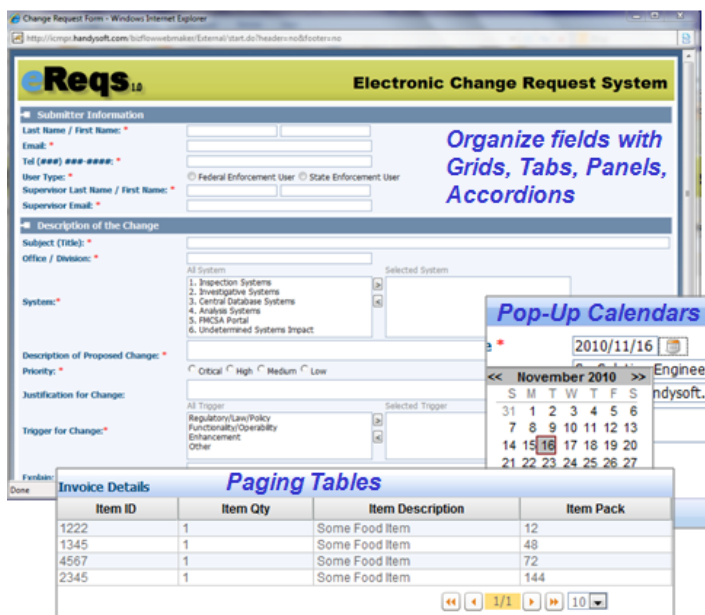 Change Request Form - Windows Internet Explorer
http://icmpr.handysoft.com/bizflowwebmaker/External/start.do?header=no&footer=no
eReqs 1.0
Electronic Change Request System
Submitter Information
Last Name / First Name: *
Email: *
Tel (###) ###-####: *
User Type: * Federal Enforcement User State Enforcement User
Supervisor Last Name / First Name: *
Supervisor Email: *
Organize fields with
Grids, Tabs, Panels,
Accordions
Description of the Change
Subject (Title): *
Office / Division: *
All System Selected System
System:*
1. Inspection Systems
2. Investigative Systems
3. Central Database Systems
4. Analysis Systems
5. FMCSA Portal
6. Undetermined Systems Impact
> 
<
Description of Proposed Change: *
Priority: * Critical High Medium Low
Justification for Change:
All Trigger Selected Trigger
Trigger for Change:*
Regulatory/Law/Policy
Functionality/Operability
Enhancement
Other
>
<
Explain:
Done
Pop-Up Calendars
* 2010/11/16
Enginee
ndysoft.
<< November 2010 >>
S M T W T F S
31 1 2 3 4 5 6
7 8 9 10 11 12 13
14 15 16 17 18 19 20
21 22 23 24 25 26 27
Paging Tables
Invoice Details
Item ID Item Qty Item Description Item Pack
1222 1 Some Food Item 12
1345 1 Some Food Item 48
4567 1 Some Food Item 72
2345 1 Some Food Item 144
1/1 10